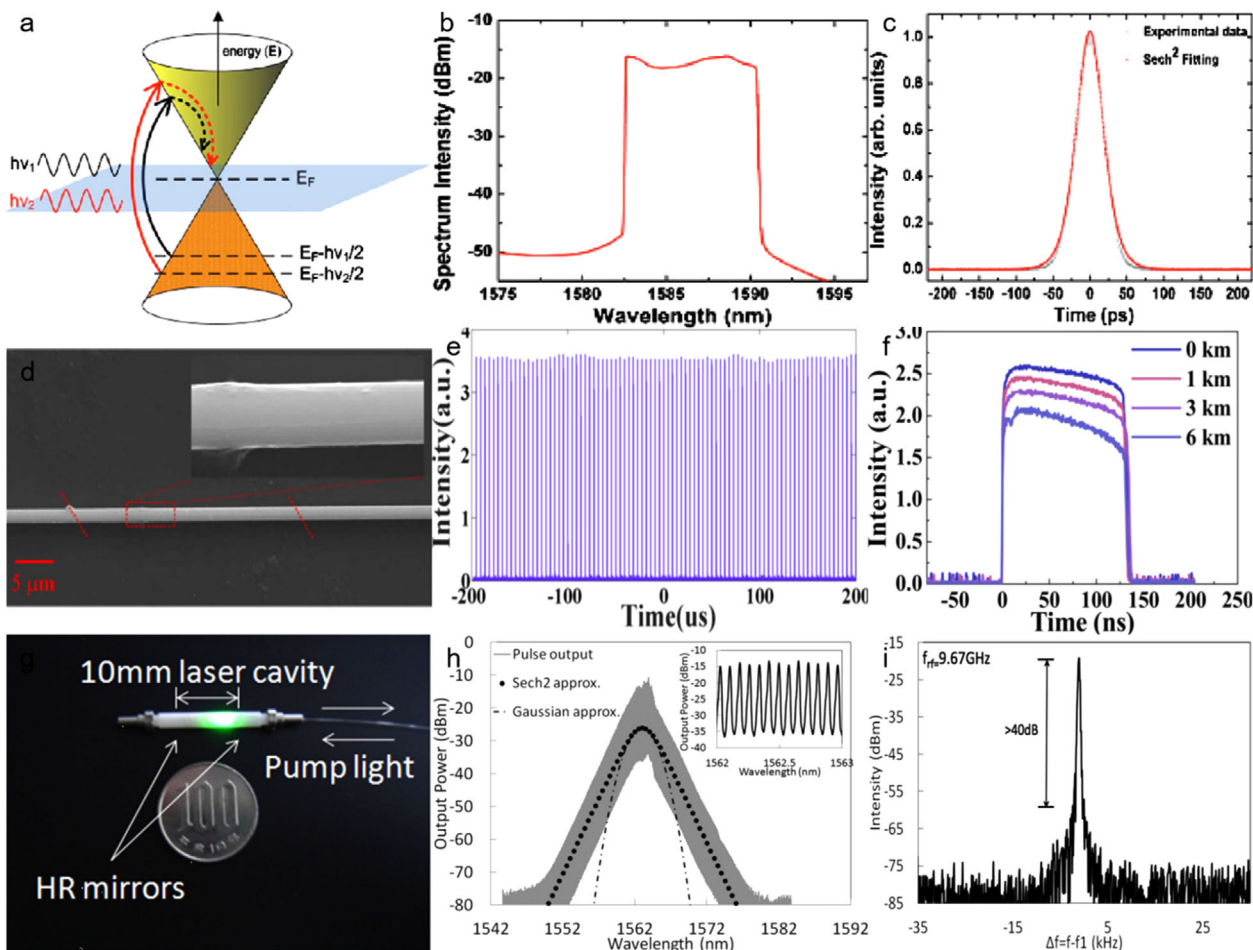 a
energy (E)
hν₁
hν₂
E_F
E_F-hν₁/2
E_F-hν₂/2
b
Spectrum Intensity (dBm)
-10
-20
-30
-40
-50
1575 1580 1585 1590 1595
Wavelength (nm)
c
Experimental data
Sech² Fitting
Intensity (arb. units)
1.0
0.8
0.6
0.4
0.2
0.0
-200 -150 -100 -50 0 50 100 150 200
Time (ps)
d
5 μm
e
Intensity(a.u.)
4
3
2
1
0
-200 -100 0 100 200
Time(us)
f
0 km
1 km
3 km
6 km
Intensity (a.u.)
3.0
2.5
2.0
1.5
1.0
0.5
0.0
-50 0 50 100 150 200 250
Time (ns)
g
10mm laser cavity
Pump light
100
HR mirrors
h
Pulse output
Sech2 approx.
Gaussian approx.
Output Power (dBm)
0
-10
-20
-30
-40
-50
-60
-70
-80
1542 1552 1562 1572 1582 1592
Wavelength (nm)
Output Power (dBm)
-10
-15
-20
-25
-30
-35
-40
1562 1562.5 1563
Wavelength (nm)
i
f_rf=9.67GHz
>40dB
Intensity (dBm)
-15
-25
-35
-45
-55
-65
-75
-85
-35 -15 5 25
Δf=f-f1 (kHz)